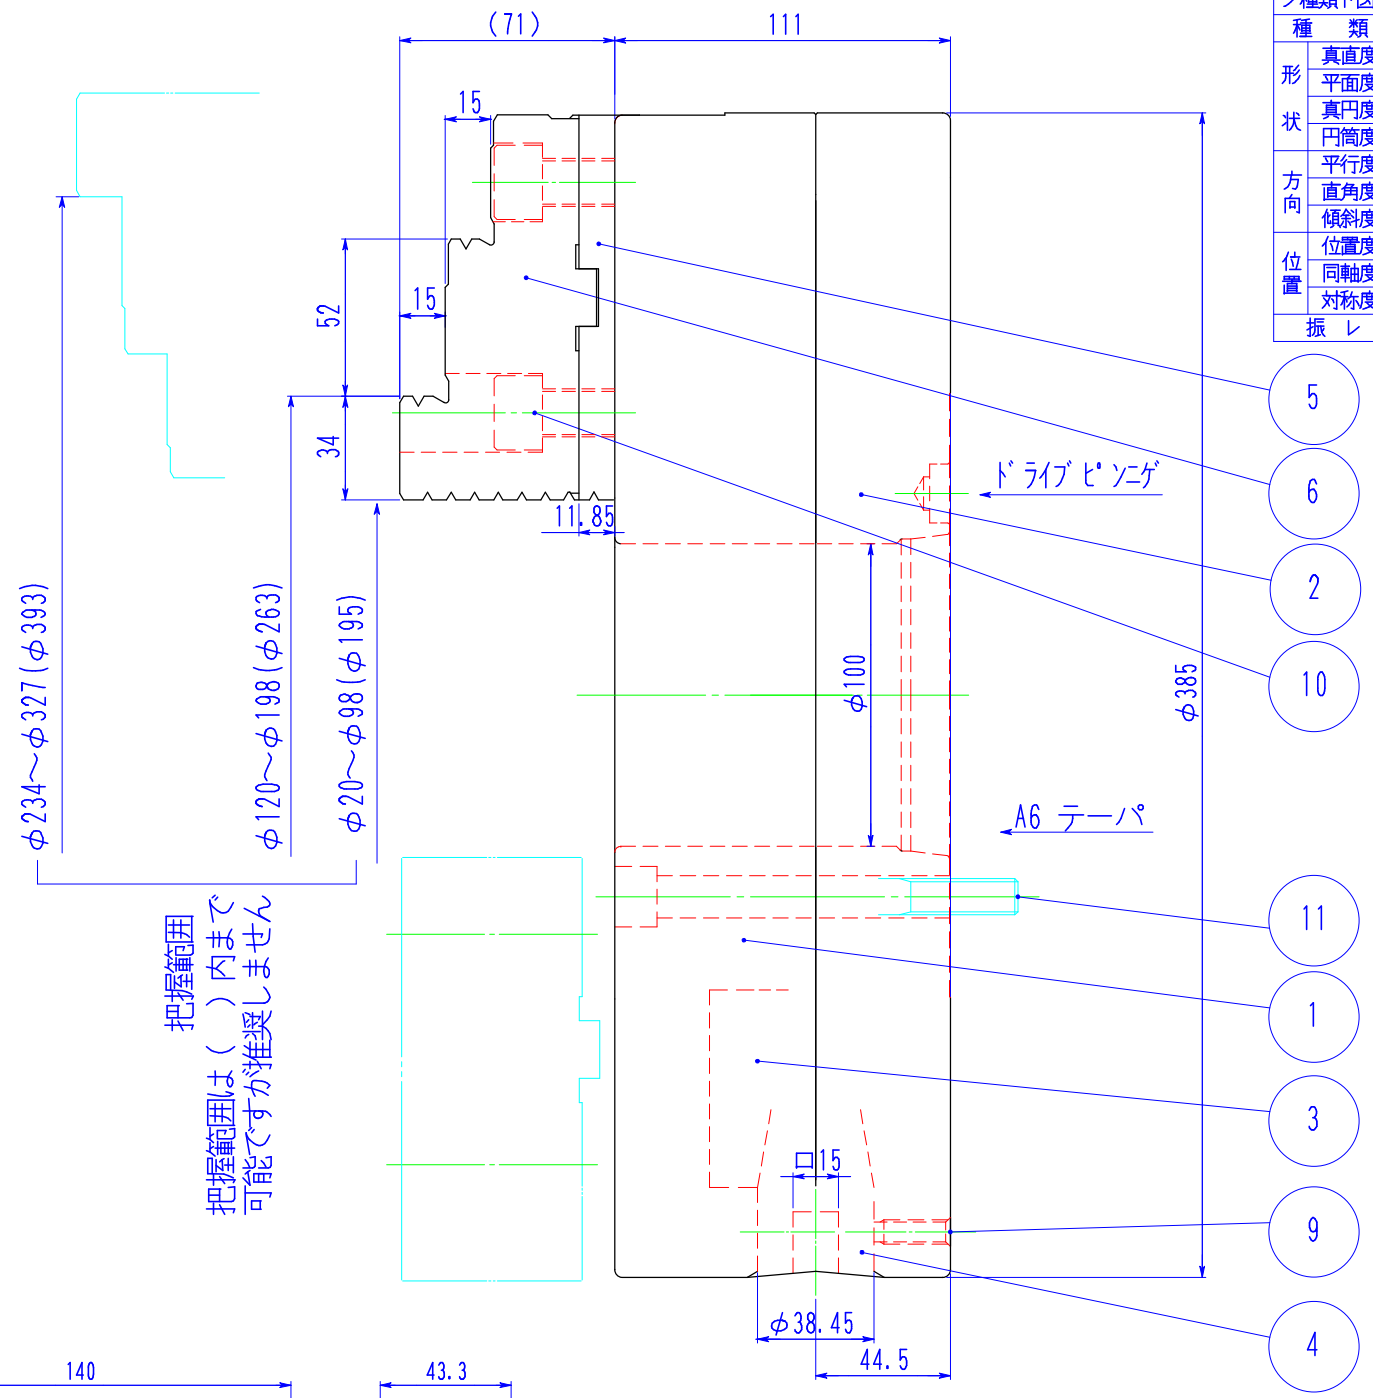 (71)
111
種 類
形状
真直度
平面度
真円度
円筒度
方向
平行度
直角度
傾斜度
位置
位置度
同軸度
対称度
振レ
15
15
52
34
11.85
ドライブピンニゲ
φ100
φ385
A6 テーパ
φ234～φ327(φ393)
φ120～φ198(φ263)
φ20～φ98(φ195)
把握範囲
把握範囲は( )内まで
可能ですが推奨しません
5
6
2
10
11
1
3
9
4
口15
φ38.45
44.5
140
43.3